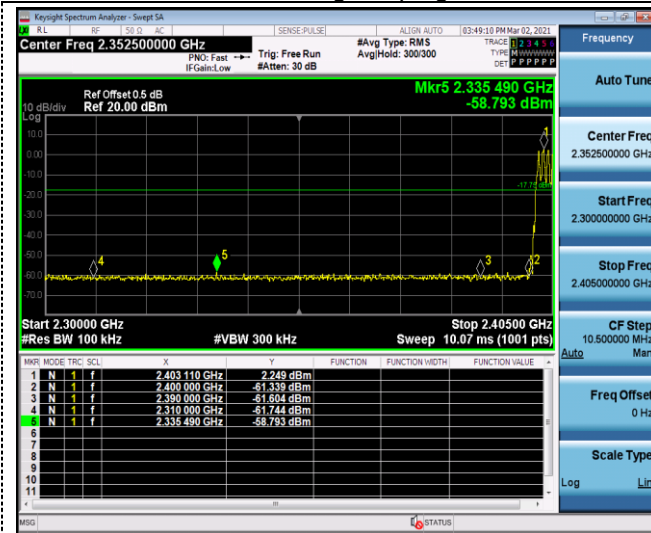 Keysight Spectrum Analyzer - Swept SA
RL RF 50 Ω AC SENSE:PULSE ALIGN AUTO 03:49:10 PM Mar 02, 2021
Center Freq 2.352500000 GHz #Avg Type: RMS TRACE 1 2 3 4 5 6
PNO: Fast Trig: Free Run Avg|Hold: 300/300 TYPE MWWWWW
IFGain:Low #Atten: 30 dB DET P P P P P P
Ref Offset 0.5 dB Mkr5 2.335 490 GHz
10 dB/div Ref 20.00 dBm -58.793 dBm
Log
10.0
0.00
-10.0
-20.0
-30.0
-40.0
-50.0
-60.0
-70.0
1
4
5
3
2
Start 2.30000 GHz Stop 2.40500 GHz
#Res BW 100 kHz #VBW 300 kHz Sweep 10.07 ms (1001 pts)
MKR MODE TRC SCL X Y FUNCTION FUNCTION WIDTH FUNCTION VALUE
1 N 1 f 2.403 110 GHz 2.249 dBm
2 N 1 f 2.400 000 GHz -61.339 dBm
3 N 1 f 2.390 000 GHz -61.604 dBm
4 N 1 f 2.310 000 GHz -61.744 dBm
5 N 1 f 2.335 490 GHz -58.793 dBm
6
7
8
9
10
11
MSG STATUS
Frequency
Auto Tune
Center Freq
2.352500000 GHz
Start Freq
2.300000000 GHz
Stop Freq
2.405000000 GHz
CF Step
10.500000 MHz
Auto Man
Freq Offset
0 Hz
Scale Type
Log Lin